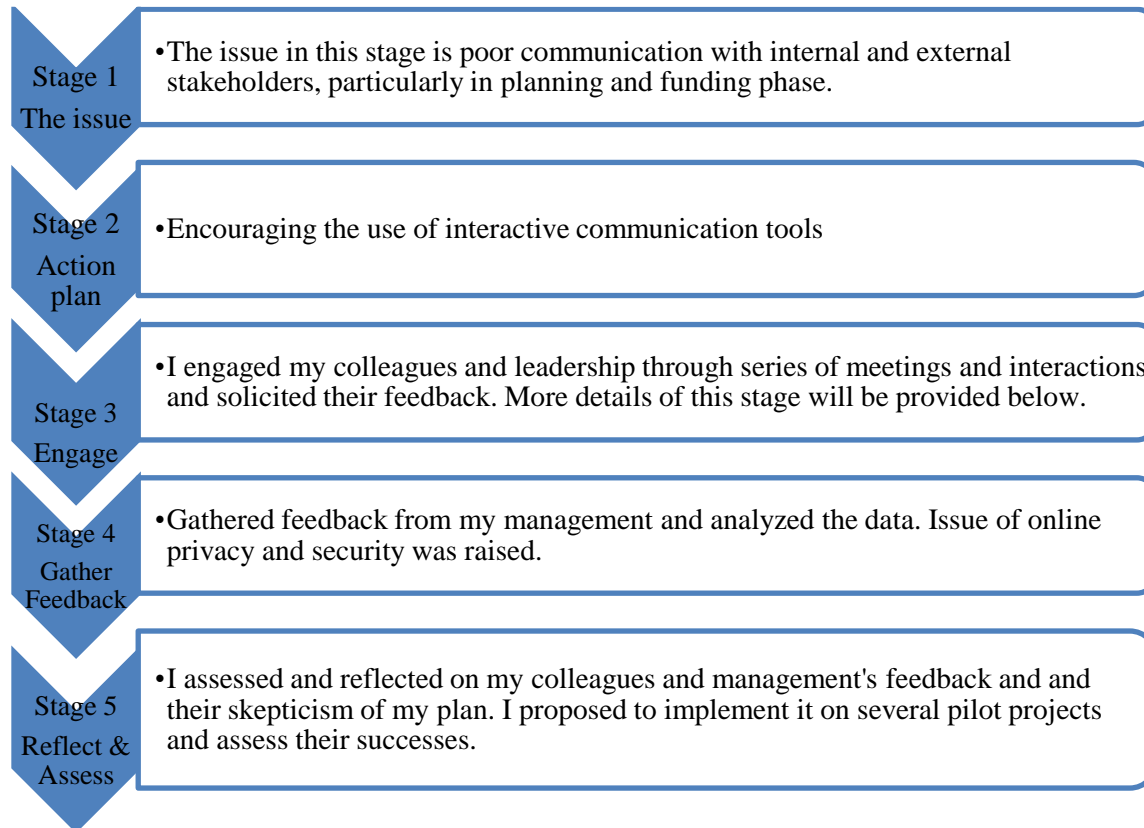 Stage 1
The issue
•The issue in this stage is poor communication with internal and external
stakeholders, particularly in planning and funding phase.
Stage 2
Action
plan
•Encouraging the use of interactive communication tools
Stage 3
Engage
•I engaged my colleagues and leadership through series of meetings and interactions
and solicited their feedback. More details of this stage will be provided below.
Stage 4
Gather
Feedback
•Gathered feedback from my management and analyzed the data. Issue of online
privacy and security was raised.
Stage 5
Reflect &
Assess
•I assessed and reflected on my colleagues and management's feedback and and
their skepticism of my plan. I proposed to implement it on several pilot projects
and assess their successes.